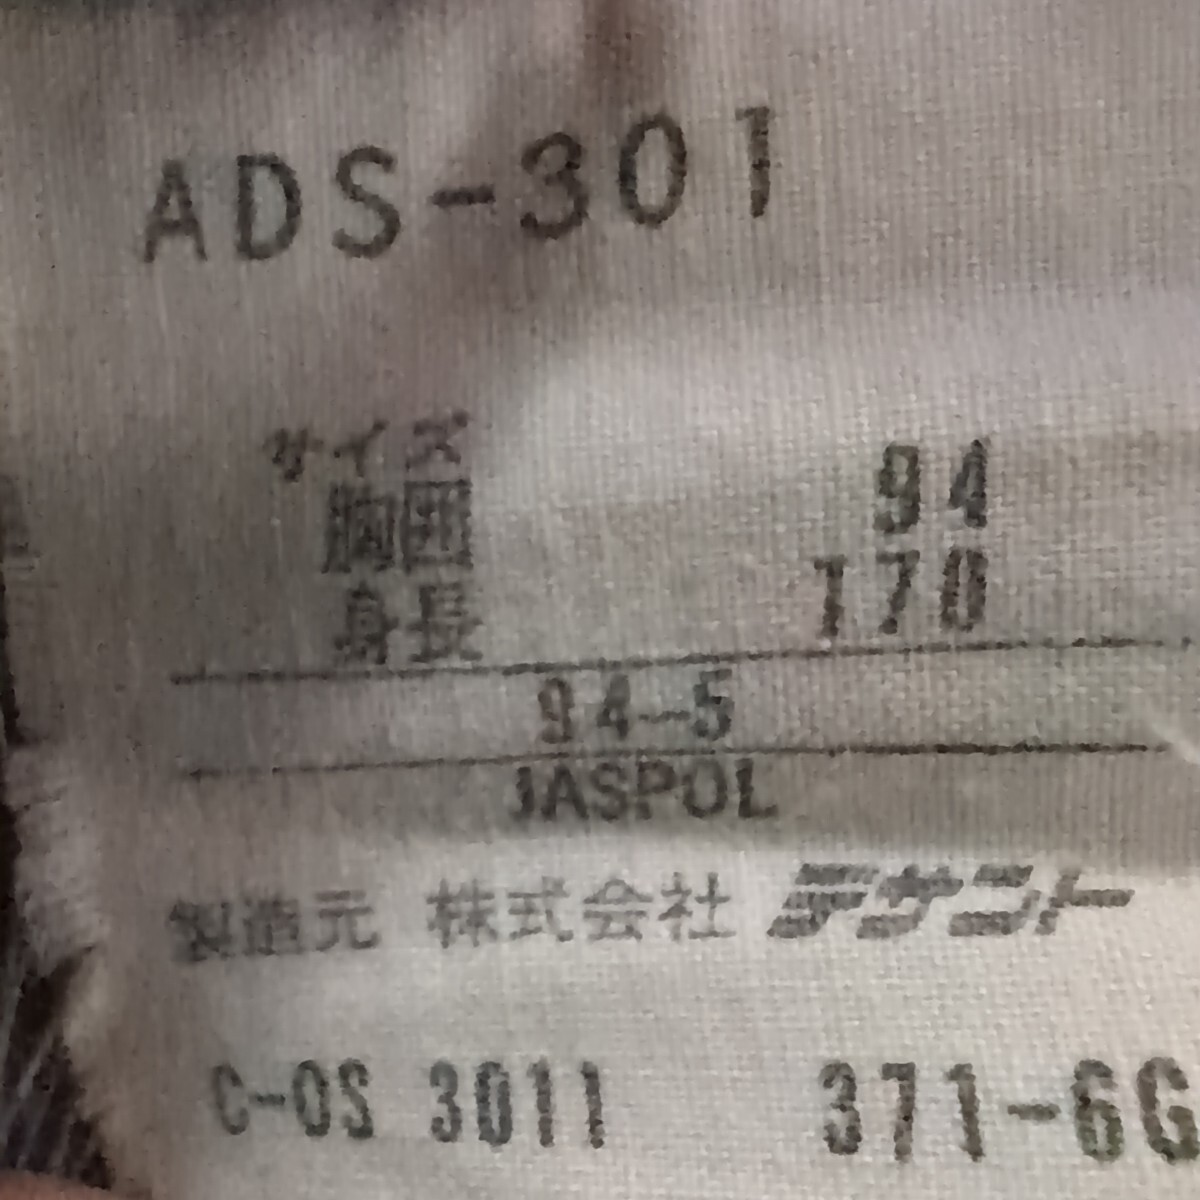 ADS-301
サイズ
胸囲 94
身長 170
94-5
JASPOL
製造元 株式会社 デサント
C-OS 3011 371-6G